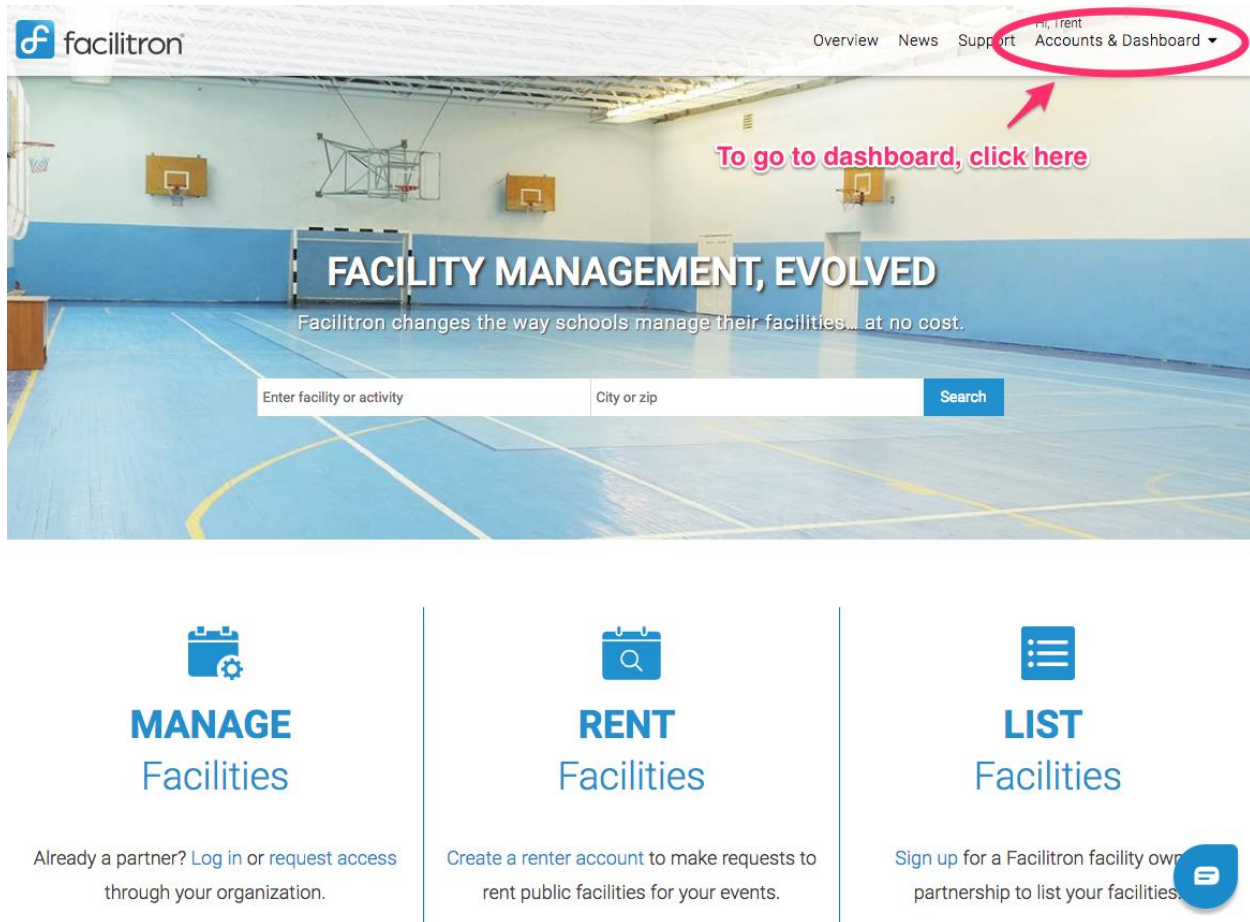 facilitron
Hi, Trent
Overview News Support Accounts & Dashboard
To go to dashboard, click here
FACILITY MANAGEMENT, EVOLVED
Facilitron changes the way schools manage their facilities... at no cost.
Enter facility or activity City or zip Search
MANAGE
Facilities
Already a partner? Log in or request access
through your organization.
RENT
Facilities
Create a renter account to make requests to
rent public facilities for your events.
LIST
Facilities
Sign up for a Facilitron facility
partnership to list your facilities.